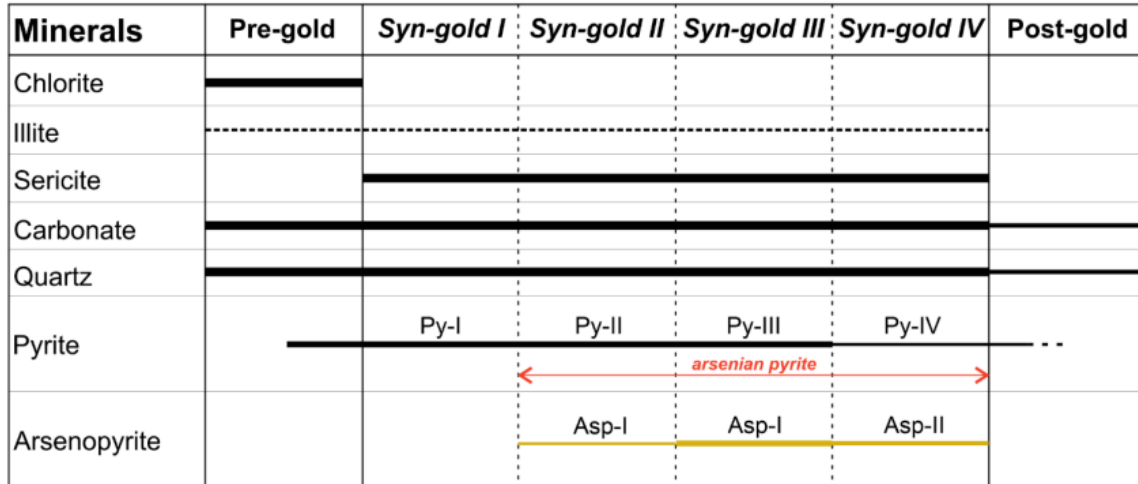 Minerals Pre-gold Syn-gold I Syn-gold II Syn-gold III Syn-gold IV Post-gold
Chlorite
Illite
Sericite
Carbonate
Quartz
Py-I Py-II Py-III Py-IV
Pyrite
arsenian pyrite
Asp-I Asp-I Asp-II
Arsenopyrite